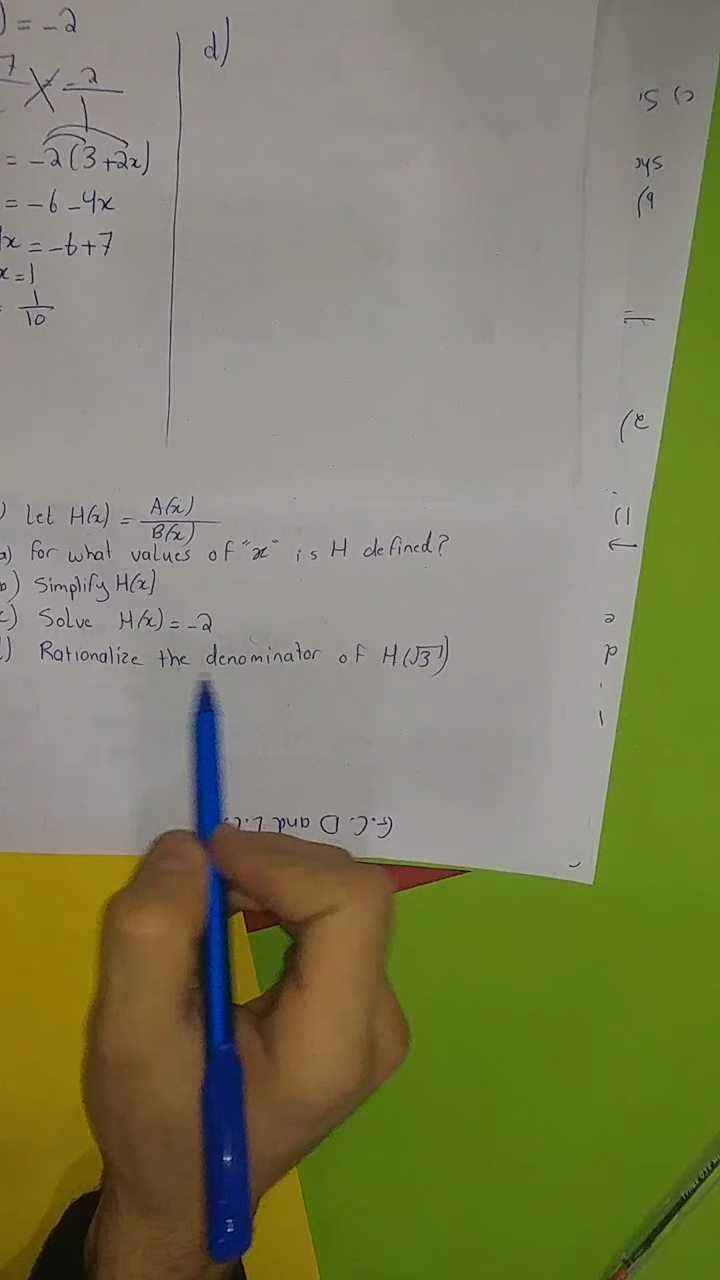 ) = -2
7 -2
1
= -2(3+2x)
= -6-4x
x = -6+7
x=1
1
10
d)
) Let H(x) = A(x)
B(x)
a) for what values of "x" is H defined?
b) Simplify H(x)
c) Solve H(x) = -2
) Rationalize the denominator of H(√3)
G.C.D and L.C.